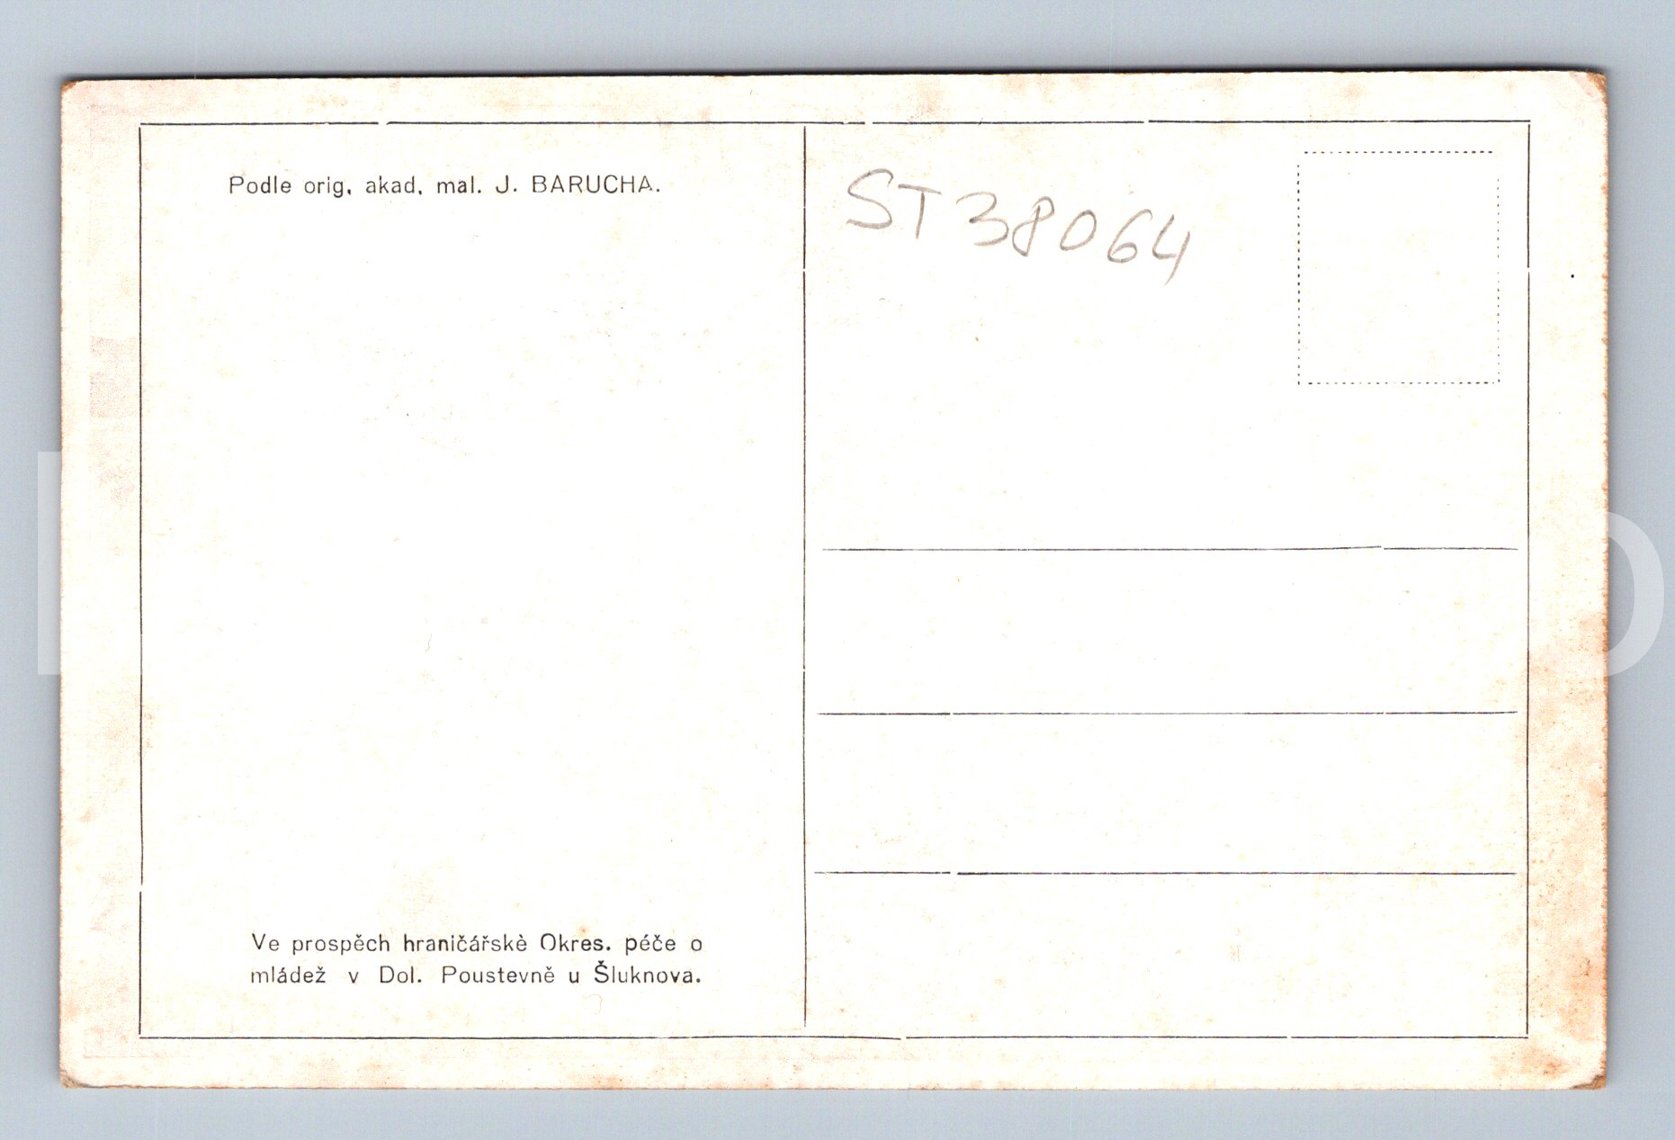 Podle orig. akad. mal. J. BARUCHA.
ST38064
Ve prospěch hraničářskè Okres. péče o
mládež v Dol. Poustevně u Šluknova.